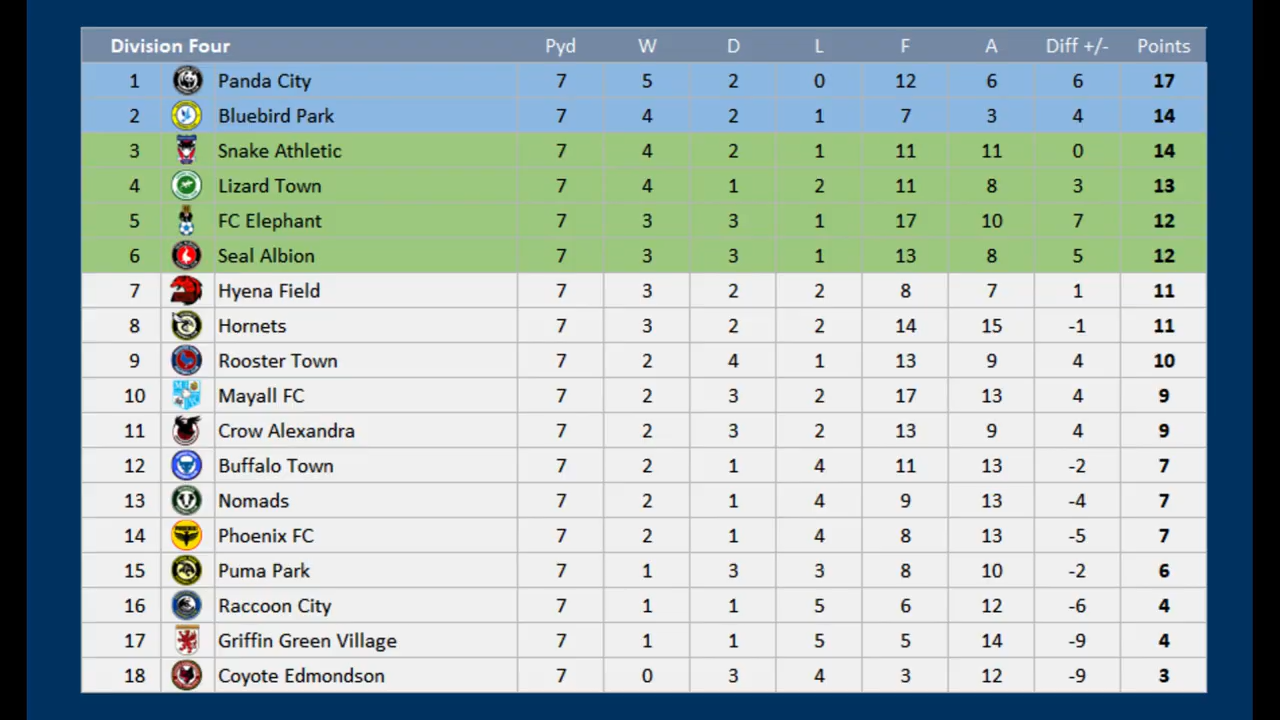 Division Four Pyd W D L F A Diff +/- Points
1 Panda City 7 5 2 0 12 6 6 17
2 Bluebird Park 7 4 2 1 7 3 4 14
3 Snake Athletic 7 4 2 1 11 11 0 14
4 Lizard Town 7 4 1 2 11 8 3 13
5 FC Elephant 7 3 3 1 17 10 7 12
6 Seal Albion 7 3 3 1 13 8 5 12
7 Hyena Field 7 3 2 2 8 7 1 11
8 Hornets 7 3 2 2 14 15 -1 11
9 Rooster Town 7 2 4 1 13 9 4 10
10 Mayall FC 7 2 3 2 17 13 4 9
11 Crow Alexandra 7 2 3 2 13 9 4 9
12 Buffalo Town 7 2 1 4 11 13 -2 7
13 Nomads 7 2 1 4 9 13 -4 7
14 Phoenix FC 7 2 1 4 8 13 -5 7
15 Puma Park 7 1 3 3 8 10 -2 6
16 Raccoon City 7 1 1 5 6 12 -6 4
17 Griffin Green Village 7 1 1 5 5 14 -9 4
18 Coyote Edmondson 7 0 3 4 3 12 -9 3